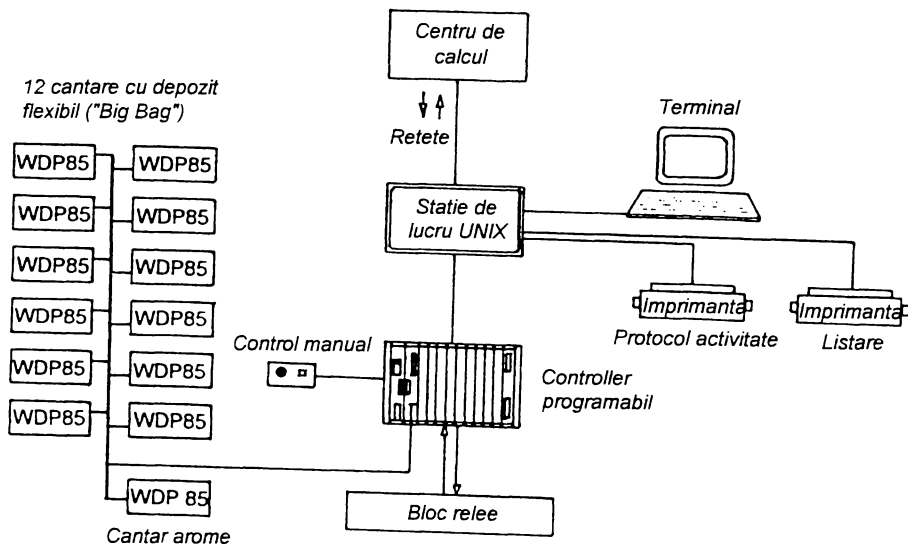 Centru de
calcul
12 cantare cu depozit
flexibil ("Big Bag")
Retete
Terminal
WDP85 WDP85
WDP85 WDP85
WDP85 WDP85
WDP85 WDP85
WDP85 WDP85
WDP85 WDP85
WDP 85
Cantar arome
Statie de
lucru UNIX
Imprimanta
Protocol activitate
Imprimanta
Listare
Control manual
Controller
programabil
Bloc relee